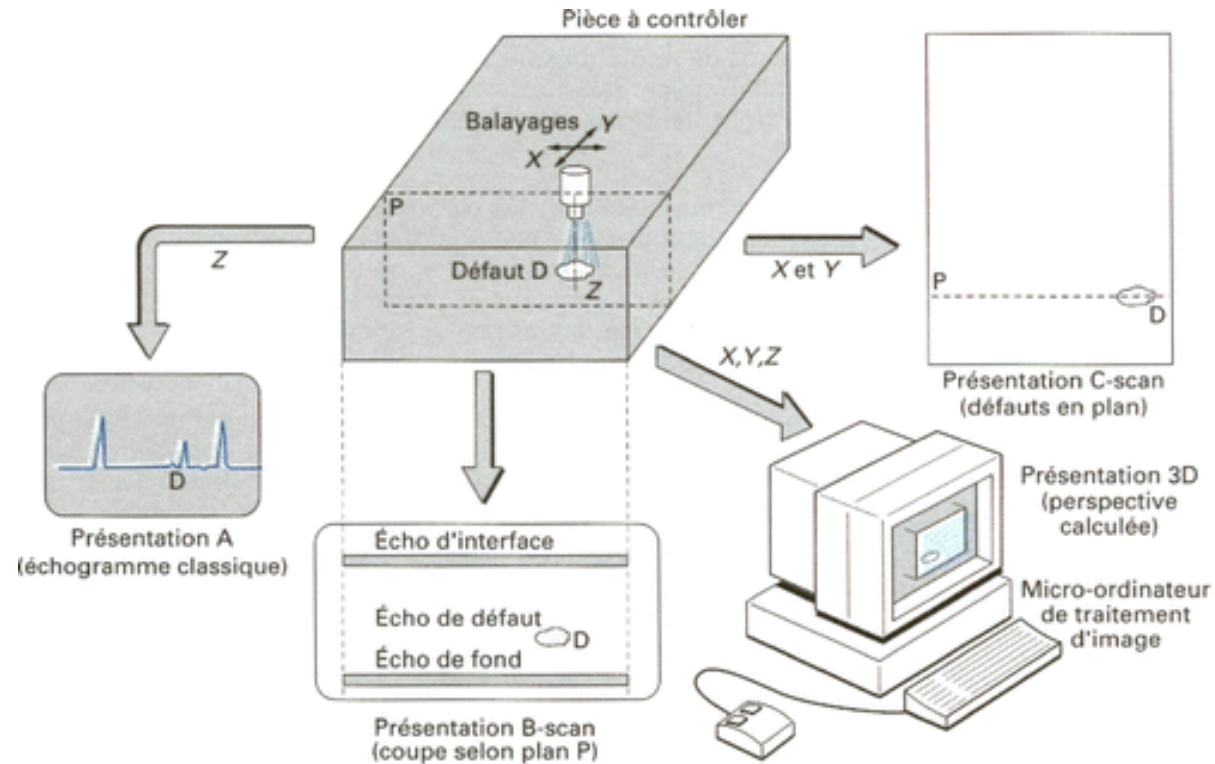 Pièce à contrôler
Balayages
Y
X
P
Défaut D
Z
Z
X et Y
P
D
Présentation C-scan
(défauts en plan)
X,Y,Z
D
Présentation A
(échogramme classique)
Écho d'interface
Écho de défaut
D
Écho de fond
Présentation B-scan
(coupe selon plan P)
Présentation 3D
(perspective
calculée)
Micro-ordinateur
de traitement
d'image